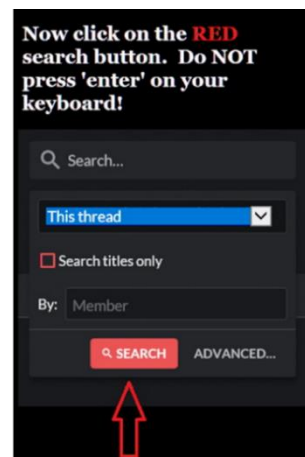 Now click on the RED
search button. Do NOT
press 'enter' on your
keyboard!
Search...
This thread
Search titles only
By: Member
SEARCH ADVANCED...